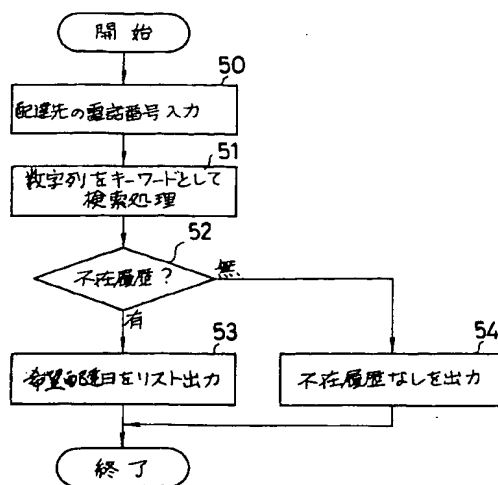 開始
50
配達先の電話番号入力
51
数字列をキーワードとして
検索処理
52
不在履歴?
無
有
53
希望配達日をリスト出力
54
不在履歴なしを出力
終了